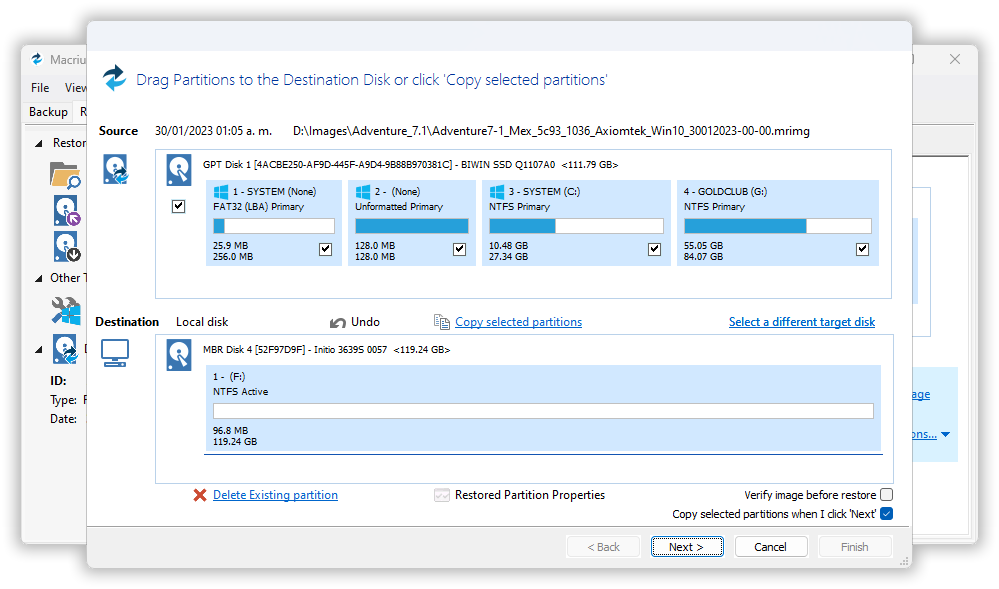 Macriu
File View
Backup R
Restor
Other T
ID:
Type: F
Date:
Drag Partitions to the Destination Disk or click 'Copy selected partitions'
Source 30/01/2023 01:05 a. m. D:\Images\Adventure_7.1\Adventure7-1_Mex_5c93_1036_Axiomtek_Win10_30012023-00-00.mrimg
GPT Disk 1 [4ACBE250-AF9D-445F-A9D4-9B88B970381C] - BIWIN SSD Q1107A0 <111.79 GB>
1 - SYSTEM (None)
FAT32 (LBA) Primary
25.9 MB
256.0 MB
2 - (None)
Unformatted Primary
128.0 MB
128.0 MB
3 - SYSTEM (C:)
NTFS Primary
10.48 GB
27.34 GB
4 - GOLDCLUB (G:)
NTFS Primary
55.05 GB
84.07 GB
Destination Local disk Undo Copy selected partitions Select a different target disk
MBR Disk 4 [52F97D9F] - Initio 3639S 0057 <119.24 GB>
1 - (F:)
NTFS Active
96.8 MB
119.24 GB
Delete Existing partition Restored Partition Properties Verify image before restore
Copy selected partitions when I click 'Next'
< Back Next > Cancel Finish
age
ons...